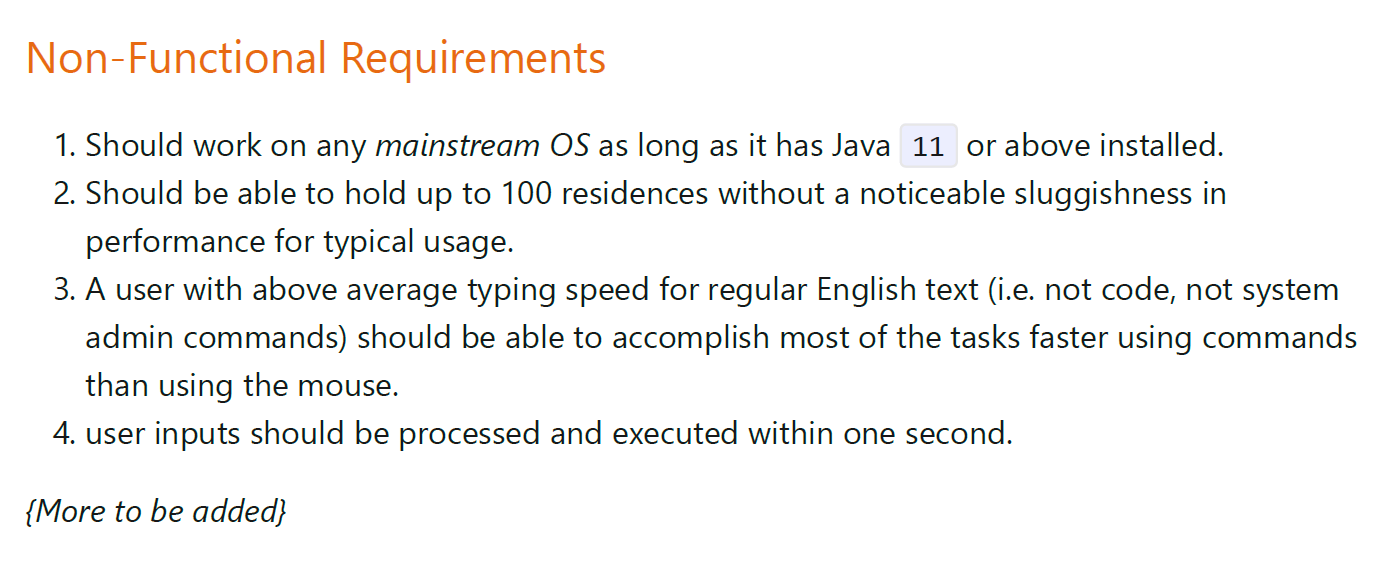 Non-Functional Requirements
1. Should work on any mainstream OS as long as it has Java 11 or above installed.
2. Should be able to hold up to 100 residences without a noticeable sluggishness in
performance for typical usage.
3. A user with above average typing speed for regular English text (i.e. not code, not system
admin commands) should be able to accomplish most of the tasks faster using commands
than using the mouse.
4. user inputs should be processed and executed within one second.
{More to be added}